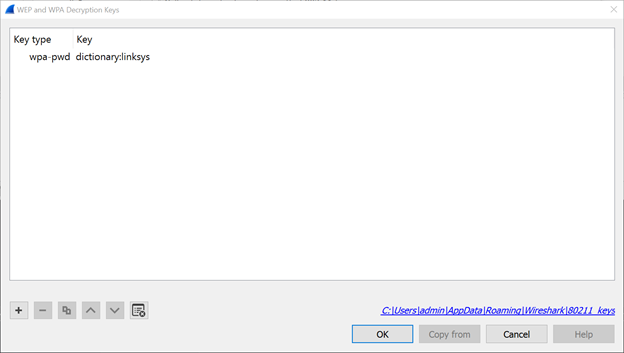 WEP and WPA Decryption Keys
Key type Key
wpa-pwd dictionary:linksys
C:\Users\admin\AppData\Roaming\Wireshark\80211_keys
OK Copy from Cancel Help